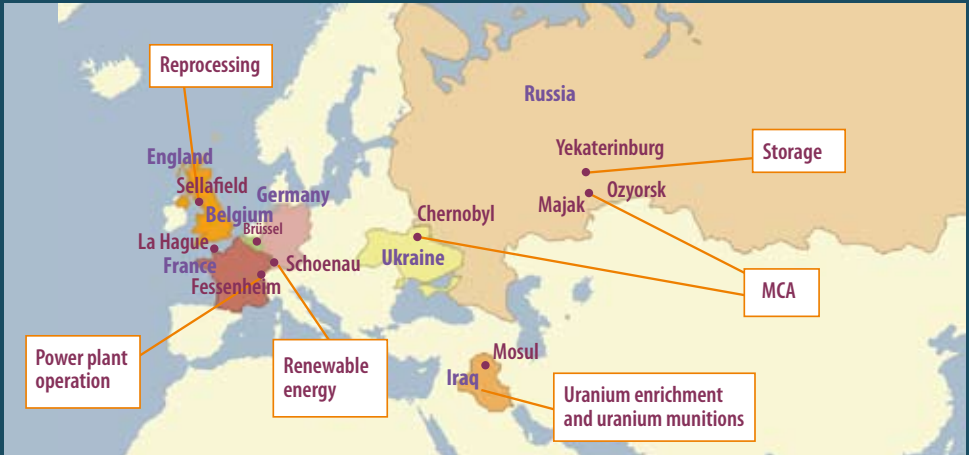 Reprocessing
Russia
Yekaterinburg
Storage
England
Sellafield
Germany
Ozyorsk
Majak
Belgium
Chernobyl
Brüssel
La Hague
Ukraine
France
Schoenau
Fessenheim
MCA
Mosul
Power plant
operation
Renewable
energy
Iraq
Uranium enrichment
and uranium munitions